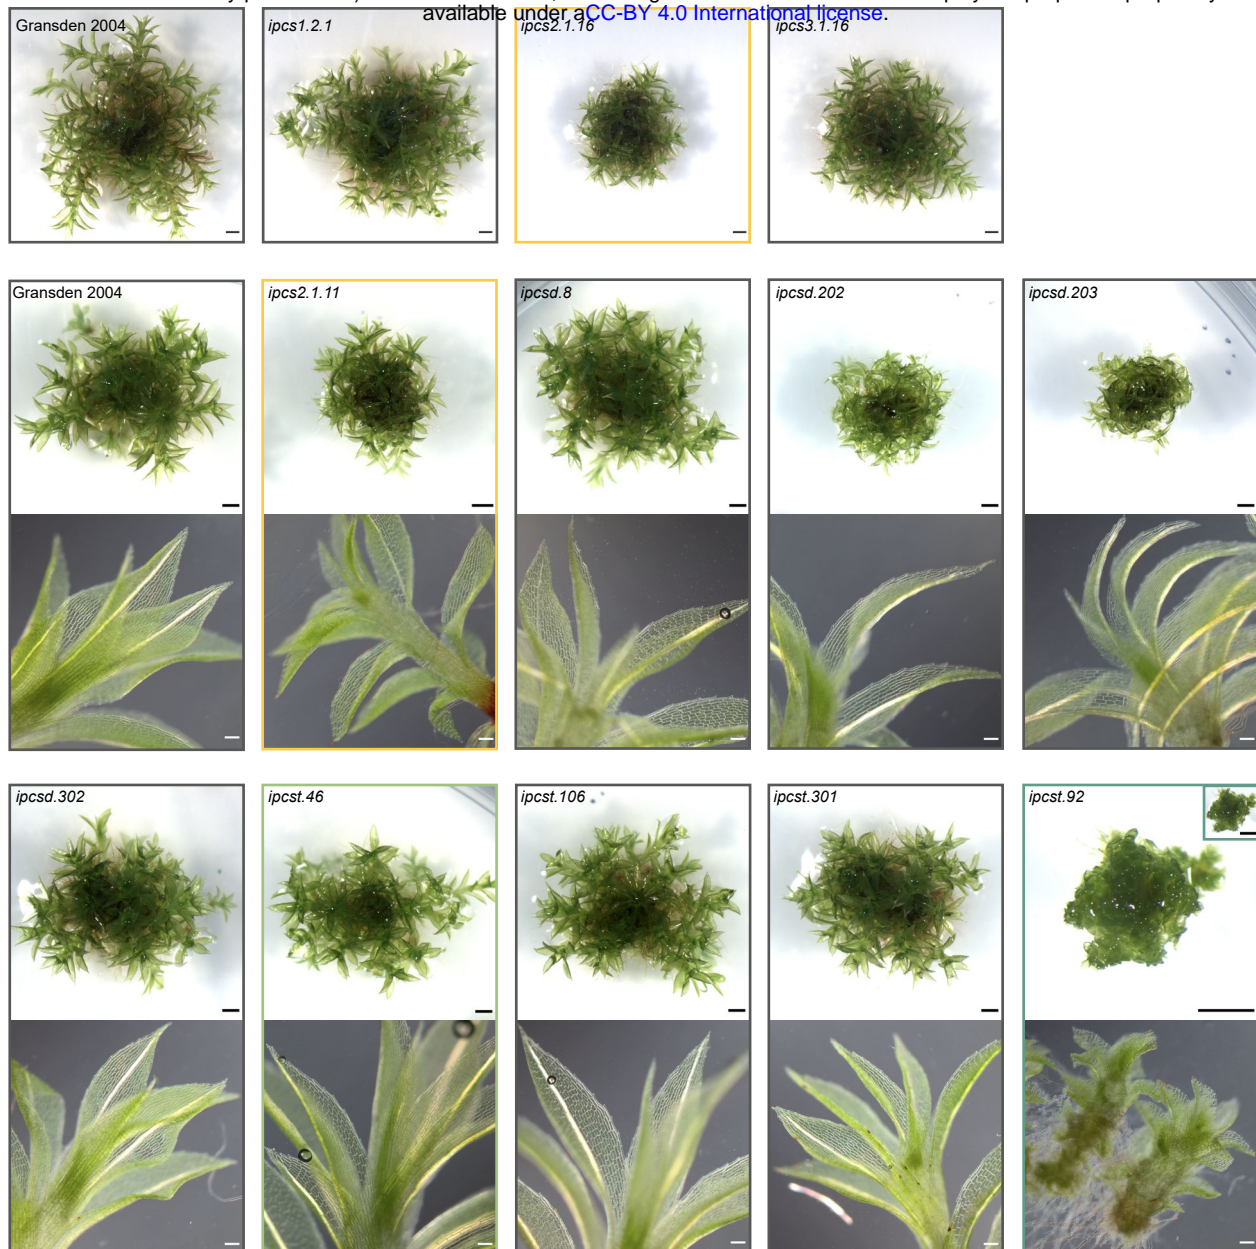 available under aCC-BY 4.0 International license.
Gransden 2004
ipcs1.2.1
ipcs2.1.16
ipcs3.1.16
Gransden 2004
ipcs2.1.11
ipcsd.8
ipcsd.202
ipcsd.203
ipcsd.302
ipcst.46
ipcst.106
ipcst.301
ipcst.92